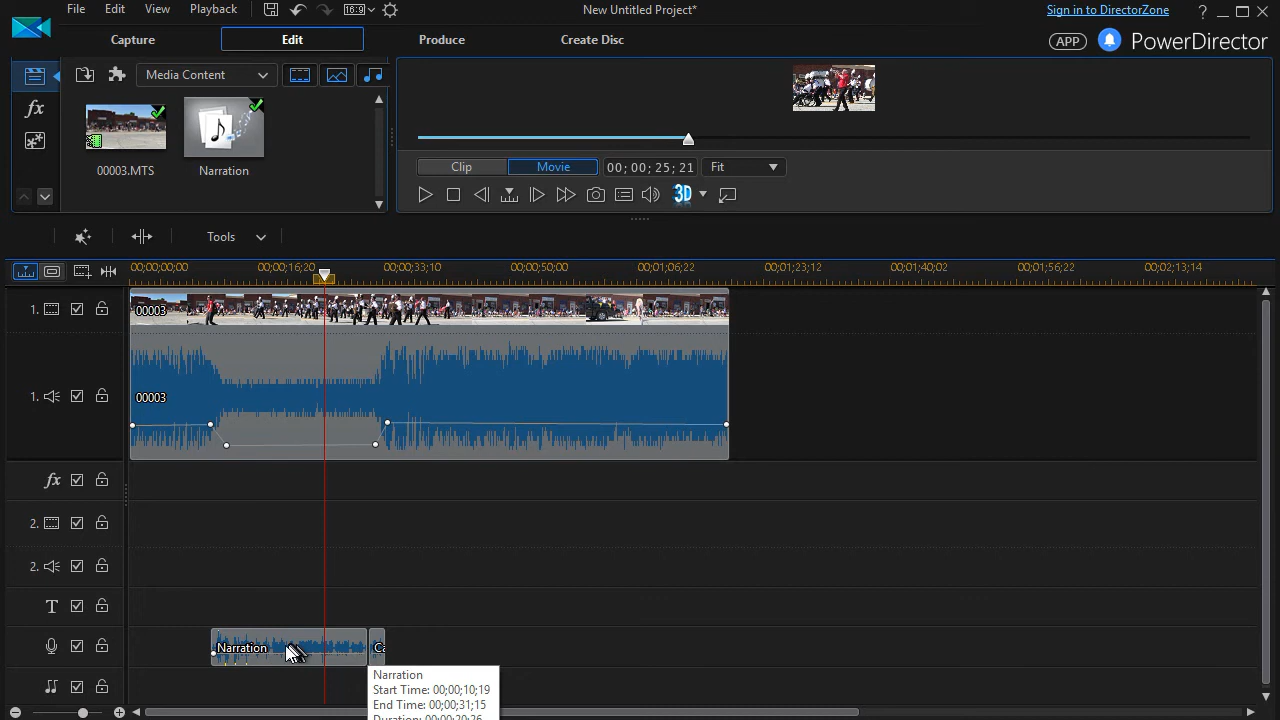 File Edit View Playback 16:9 New Untitled Project* Sign in to DirectorZone ?
Capture Edit Produce Create Disc APP PowerDirector
Media Content
fx
00003.MTS Narration
Clip Movie 00; 00; 25; 21 Fit
3D
Tools
00;00;00;00 00;00;16;20 00;00;33;10 00;00;50;00 00;01;06;22 00;01;23;12 00;01;40;02 00;01;56;22 00;02;13;14
1. 00003
1. 00003
fx
2.
2.
T
Narration Ca
Narration
Start Time: 00;00;10;19
End Time: 00;00;31;15
Duration: 00;00;20;26